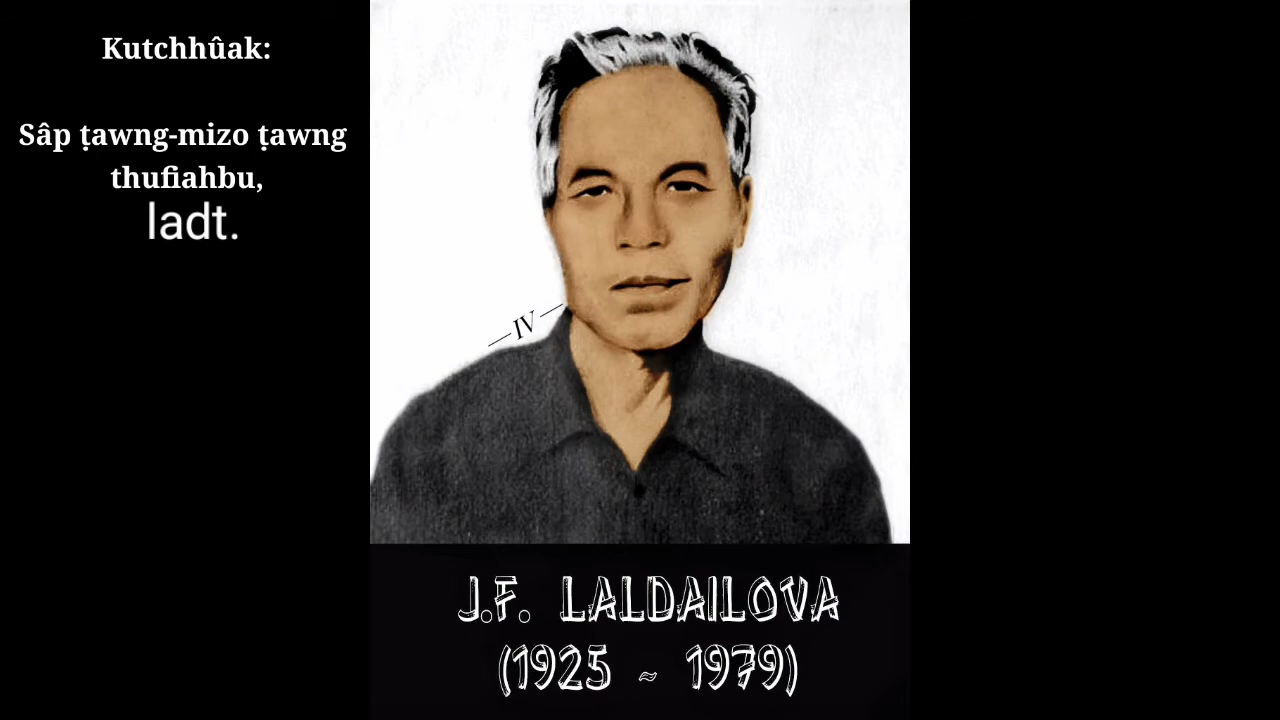 Kutchhûak:
Sâp ṭawng-mizo ṭawng
thufiahbu,
ladt.
—IV—
J.F. LALDAILOVA
(1925 ~ 1979)